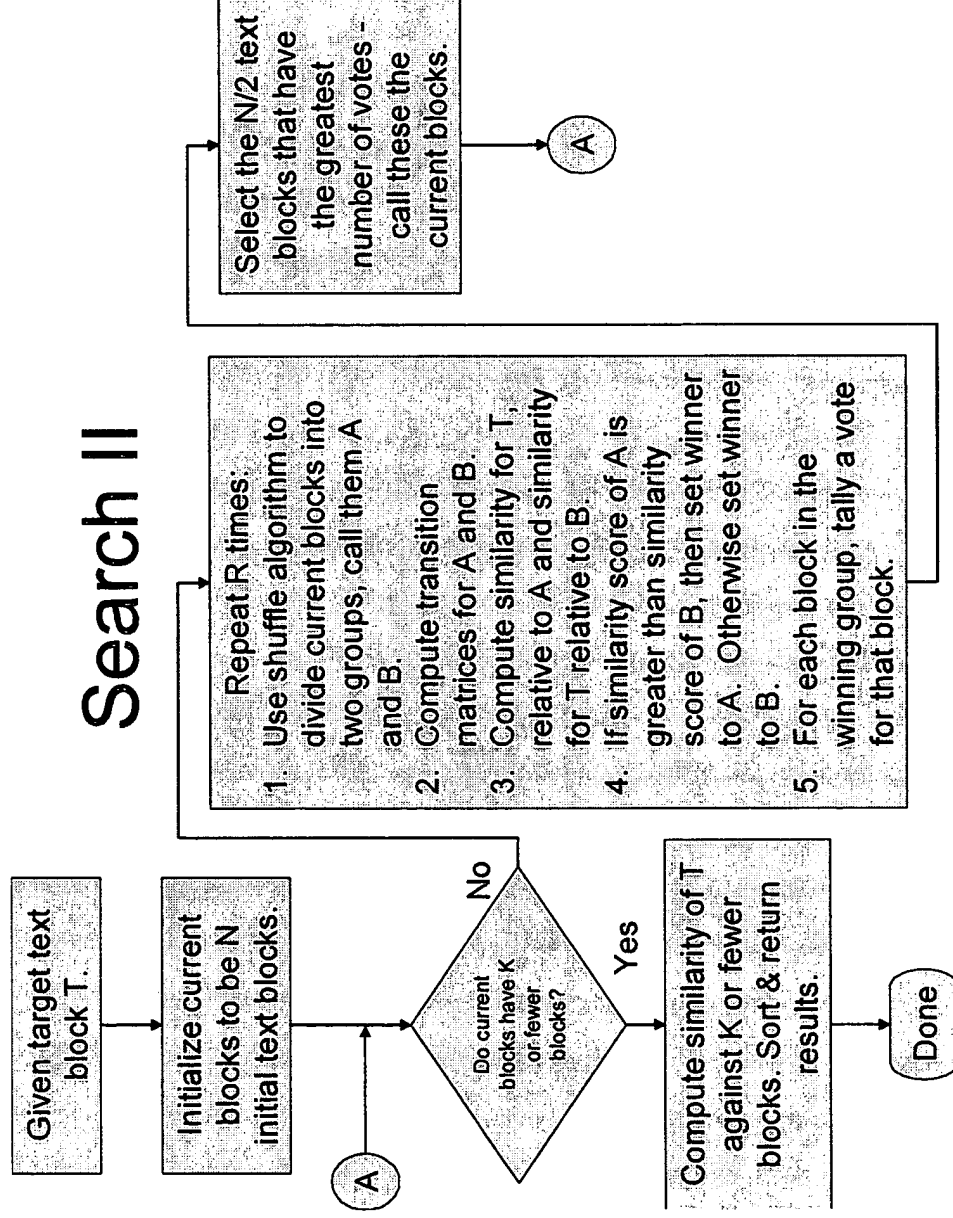 Search II
Given target text
block T.
Initialize current
blocks to be N
initial text blocks.
A
Do current
blocks have K
or fewer
blocks?
No
Yes
Compute similarity of T
against K or fewer
blocks. Sort & return
results.
Done
Repeat R times:
1. Use shuffle algorithm to
divide current blocks into
two groups, call them A
and B.
2. Compute transition
matrices for A and B.
3. Compute similarity for T,
relative to A and similarity
for T relative to B.
4. If similarity score of A is
greater than similarity
score of B, then set winner
to A. Otherwise set winner
to B.
5. For each block in the
winning group, tally a vote
for that block.
Select the N/2 text
blocks that have
the greatest
number of votes -
call these the
current blocks.
A